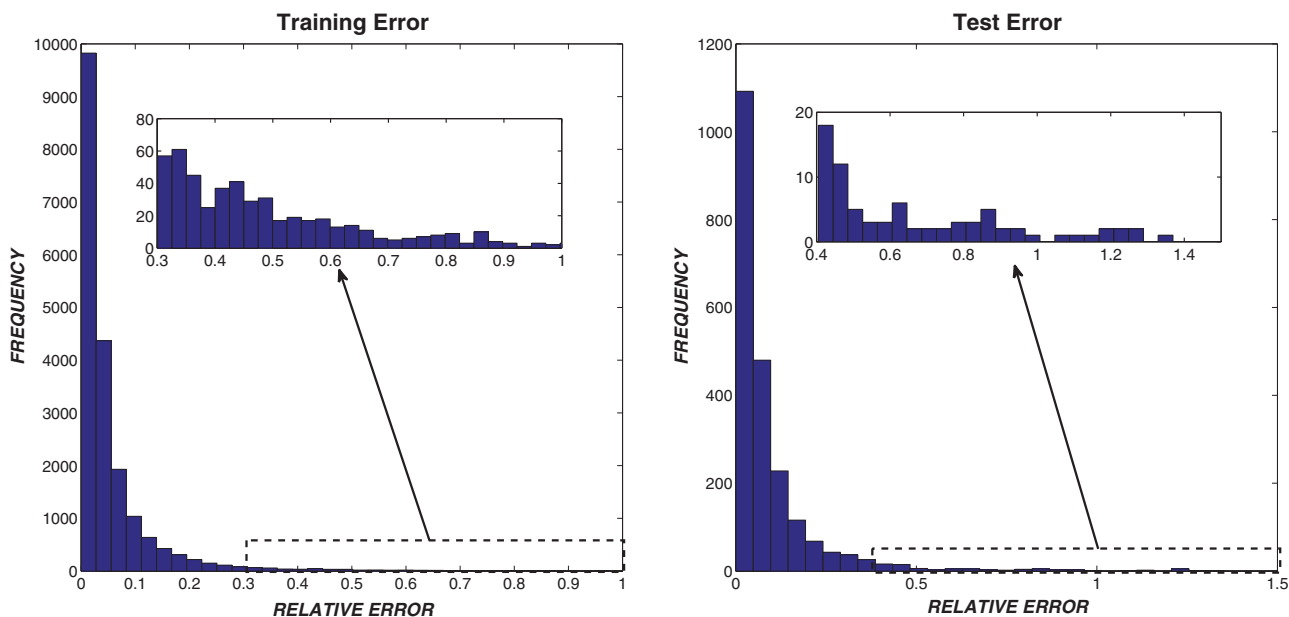 Training Error
10000
9000
8000
7000
6000
5000
4000
3000
2000
1000
0
FREQUENCY
80
60
40
20
0
0.3 0.4 0.5 0.6 0.7 0.8 0.9 1
0 0.1 0.2 0.3 0.4 0.5 0.6 0.7 0.8 0.9 1
RELATIVE ERROR
Test Error
1200
1000
800
600
400
200
0
FREQUENCY
20
10
0
0.4 0.6 0.8 1 1.2 1.4
0 0.5 1 1.5
RELATIVE ERROR